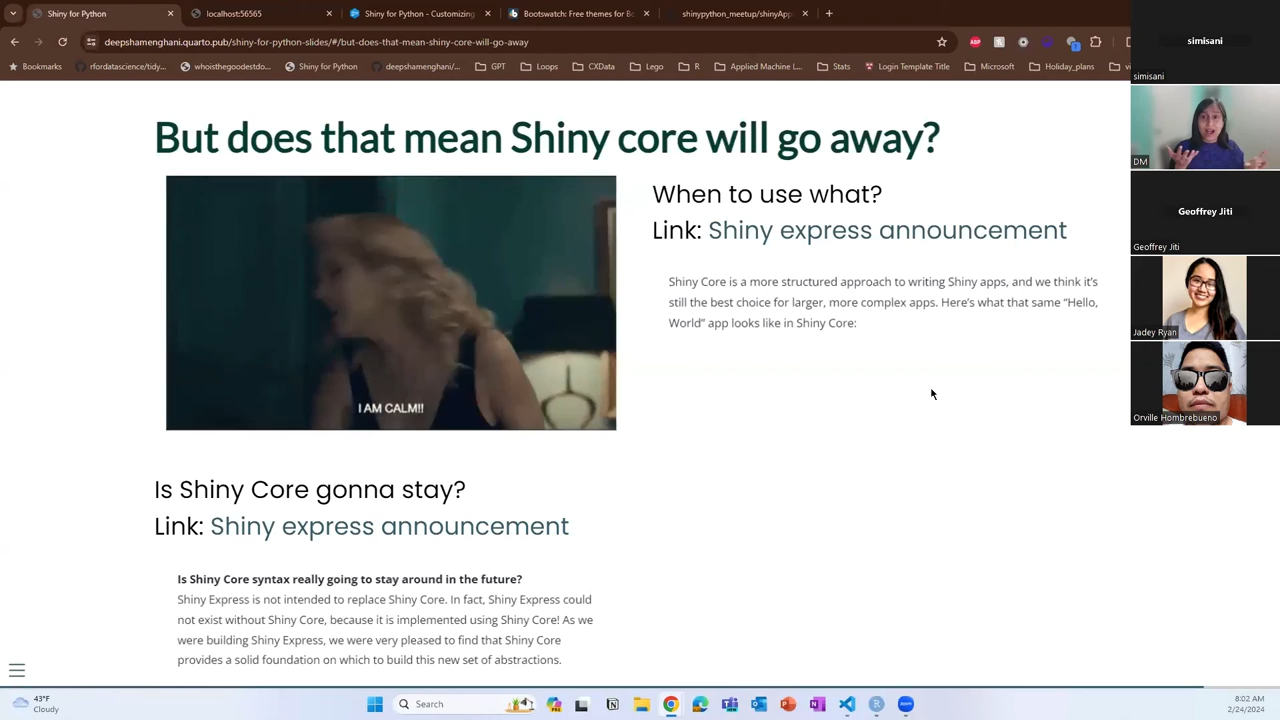 Shiny for Python
localhost:56565
Shiny for Python - Customizing
Bootswatch: Free themes for Bo
shinypython_meetup/shinyApp
deepshamenghani.quarto.pub/shiny-for-python-slides/#/but-does-that-mean-shiny-core-will-go-away
Bookmarks
rfordatascience/tidy...
whoisthegoodestdo...
Shiny for Python
deepshamenghani/...
GPT
Loops
CXData
Lego
R
Applied Machine L...
Stats
Login Template Title
Microsoft
Holiday_plans
simisani
simisani
DM
Geoffrey Jiti
Geoffrey Jiti
Jadey Ryan
Orville Hombrebueno
But does that mean Shiny core will go away?
I AM CALM!!
When to use what?
Link: Shiny express announcement
Shiny Core is a more structured approach to writing Shiny apps, and we think it's
still the best choice for larger, more complex apps. Here's what that same “Hello,
World” app looks like in Shiny Core:
Is Shiny Core gonna stay?
Link: Shiny express announcement
Is Shiny Core syntax really going to stay around in the future?
Shiny Express is not intended to replace Shiny Core. In fact, Shiny Express could
not exist without Shiny Core, because it is implemented using Shiny Core! As we
were building Shiny Express, we were very pleased to find that Shiny Core
provides a solid foundation on which to build this new set of abstractions.
43°F
Cloudy
Search
8:02 AM
2/24/2024